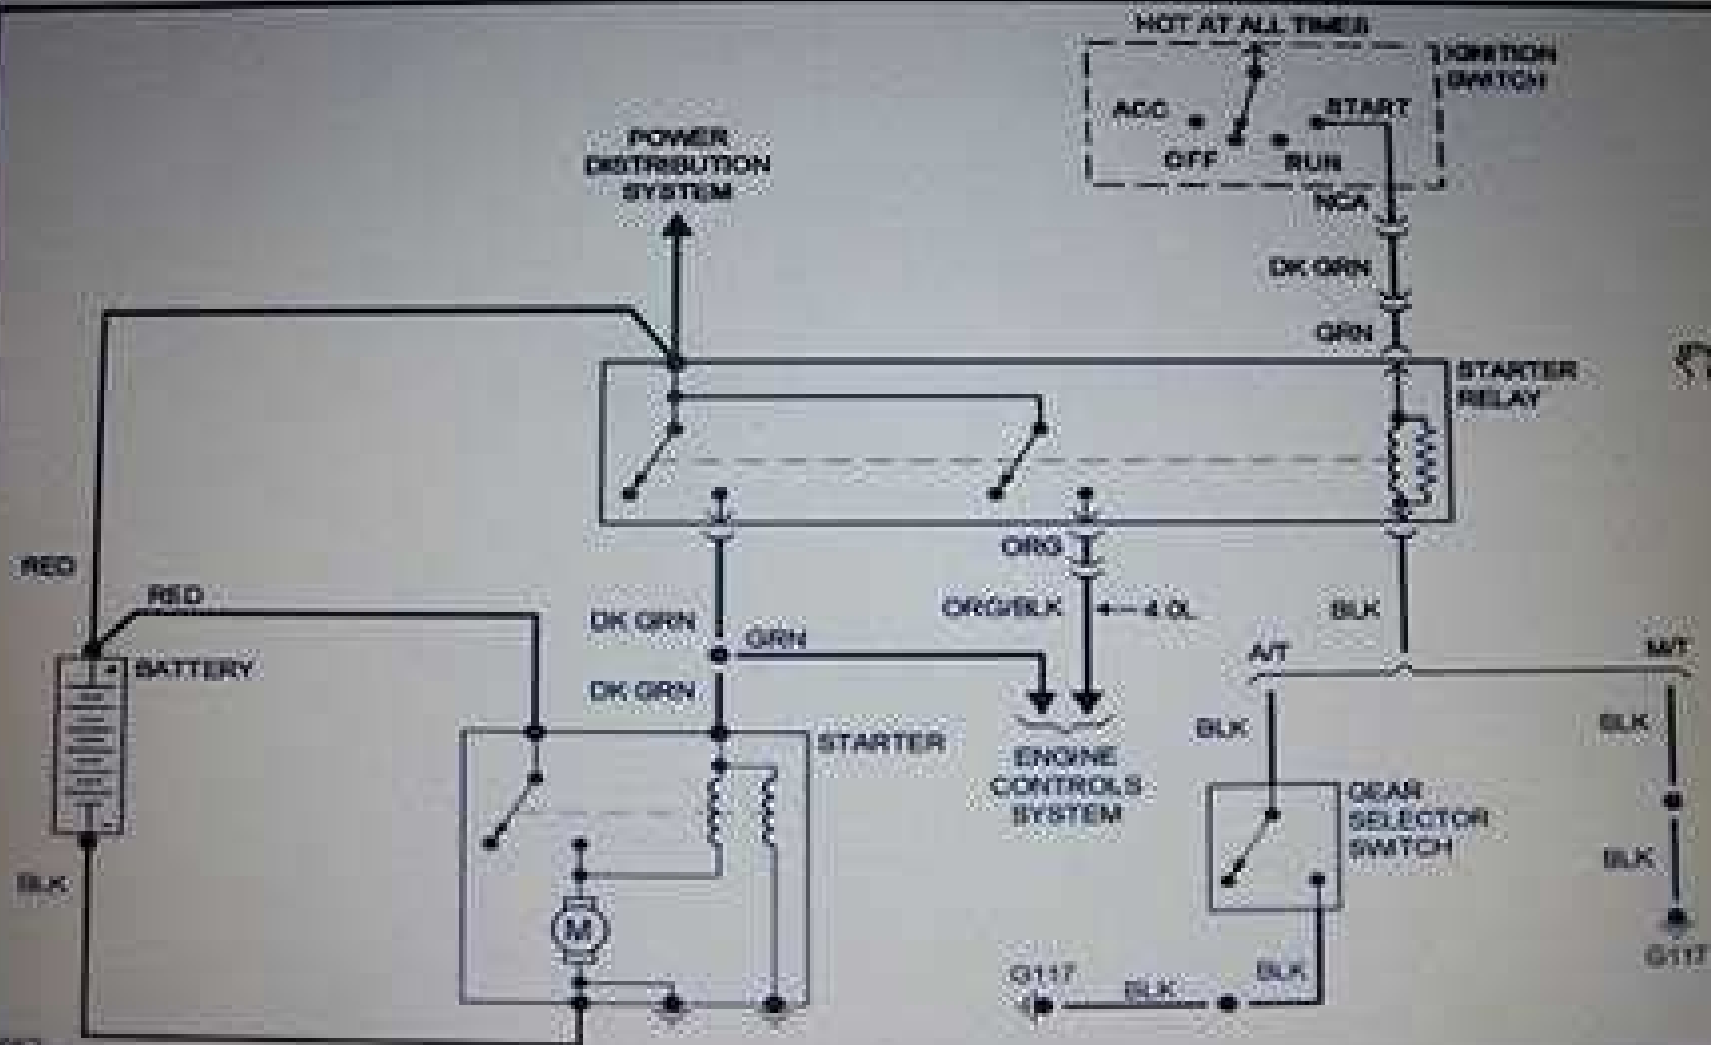 HOT AT ALL TIMES
IGNITION
SWITCH
ACC
START
OFF
RUN
POWER
DISTRIBUTION
SYSTEM
NCA
DK GRN
GRN
STARTER
RELAY
RED
RED
ORG
DK GRN
GRN
ORG/BLK
4.0L
BLK
A/T
M/T
BATTERY
DK GRN
BLK
BLK
STARTER
ENGINE
CONTROLS
SYSTEM
GEAR
SELECTOR
SWITCH
BLK
BLK
M
G117
BLK
BLK
G117